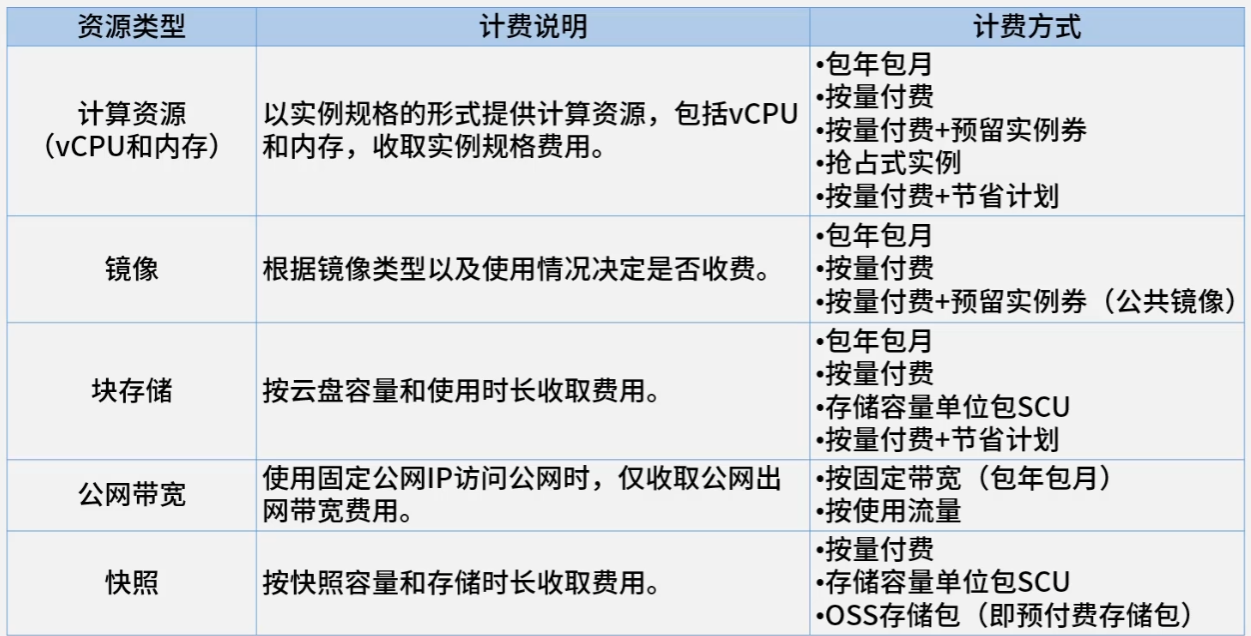 资源类型
计费说明
计费方式
计算资源
（vCPU和内存）
以实例规格的形式提供计算资源，包括vCPU
和内存，收取实例规格费用。
•包年包月
•按量付费
•按量付费+预留实例券
•抢占式实例
•按量付费+节省计划
镜像
根据镜像类型以及使用情况决定是否收费。
•包年包月
•按量付费
•按量付费+预留实例券（公共镜像）
块存储
按云盘容量和使用时长收取费用。
•包年包月
•按量付费
•存储容量单位包SCU
•按量付费+节省计划
公网带宽
使用固定公网IP访问公网时，仅收取公网出
网带宽费用。
•按固定带宽（包年包月）
•按使用流量
快照
按快照容量和存储时长收取费用。
•按量付费
•存储容量单位包SCU
•OSS存储包（即预付费存储包）